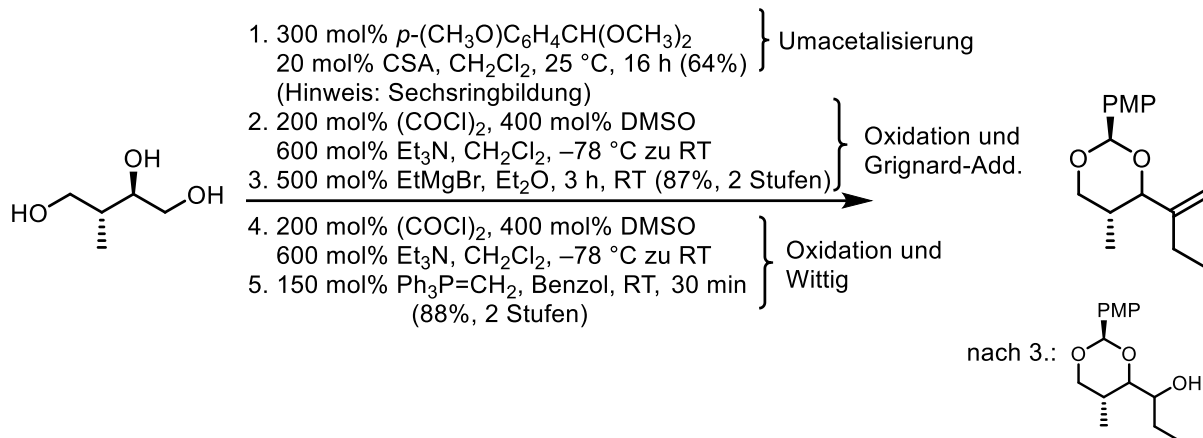 1. 300 mol% p-(CH₃O)C₆H₄CH(OCH₃)₂
20 mol% CSA, CH₂Cl₂, 25 °C, 16 h (64%)
(Hinweis: Sechsringbildung)
Umacetalisierung
2. 200 mol% (COCl)₂, 400 mol% DMSO
600 mol% Et₃N, CH₂Cl₂, –78 °C zu RT
3. 500 mol% EtMgBr, Et₂O, 3 h, RT (87%, 2 Stufen)
Oxidation und
Grignard-Add.
OH
HO
OH
4. 200 mol% (COCl)₂, 400 mol% DMSO
600 mol% Et₃N, CH₂Cl₂, –78 °C zu RT
5. 150 mol% Ph₃P=CH₂, Benzol, RT, 30 min
(88%, 2 Stufen)
Oxidation und
Wittig
PMP
O O
nach 3.:
PMP
O O
OH